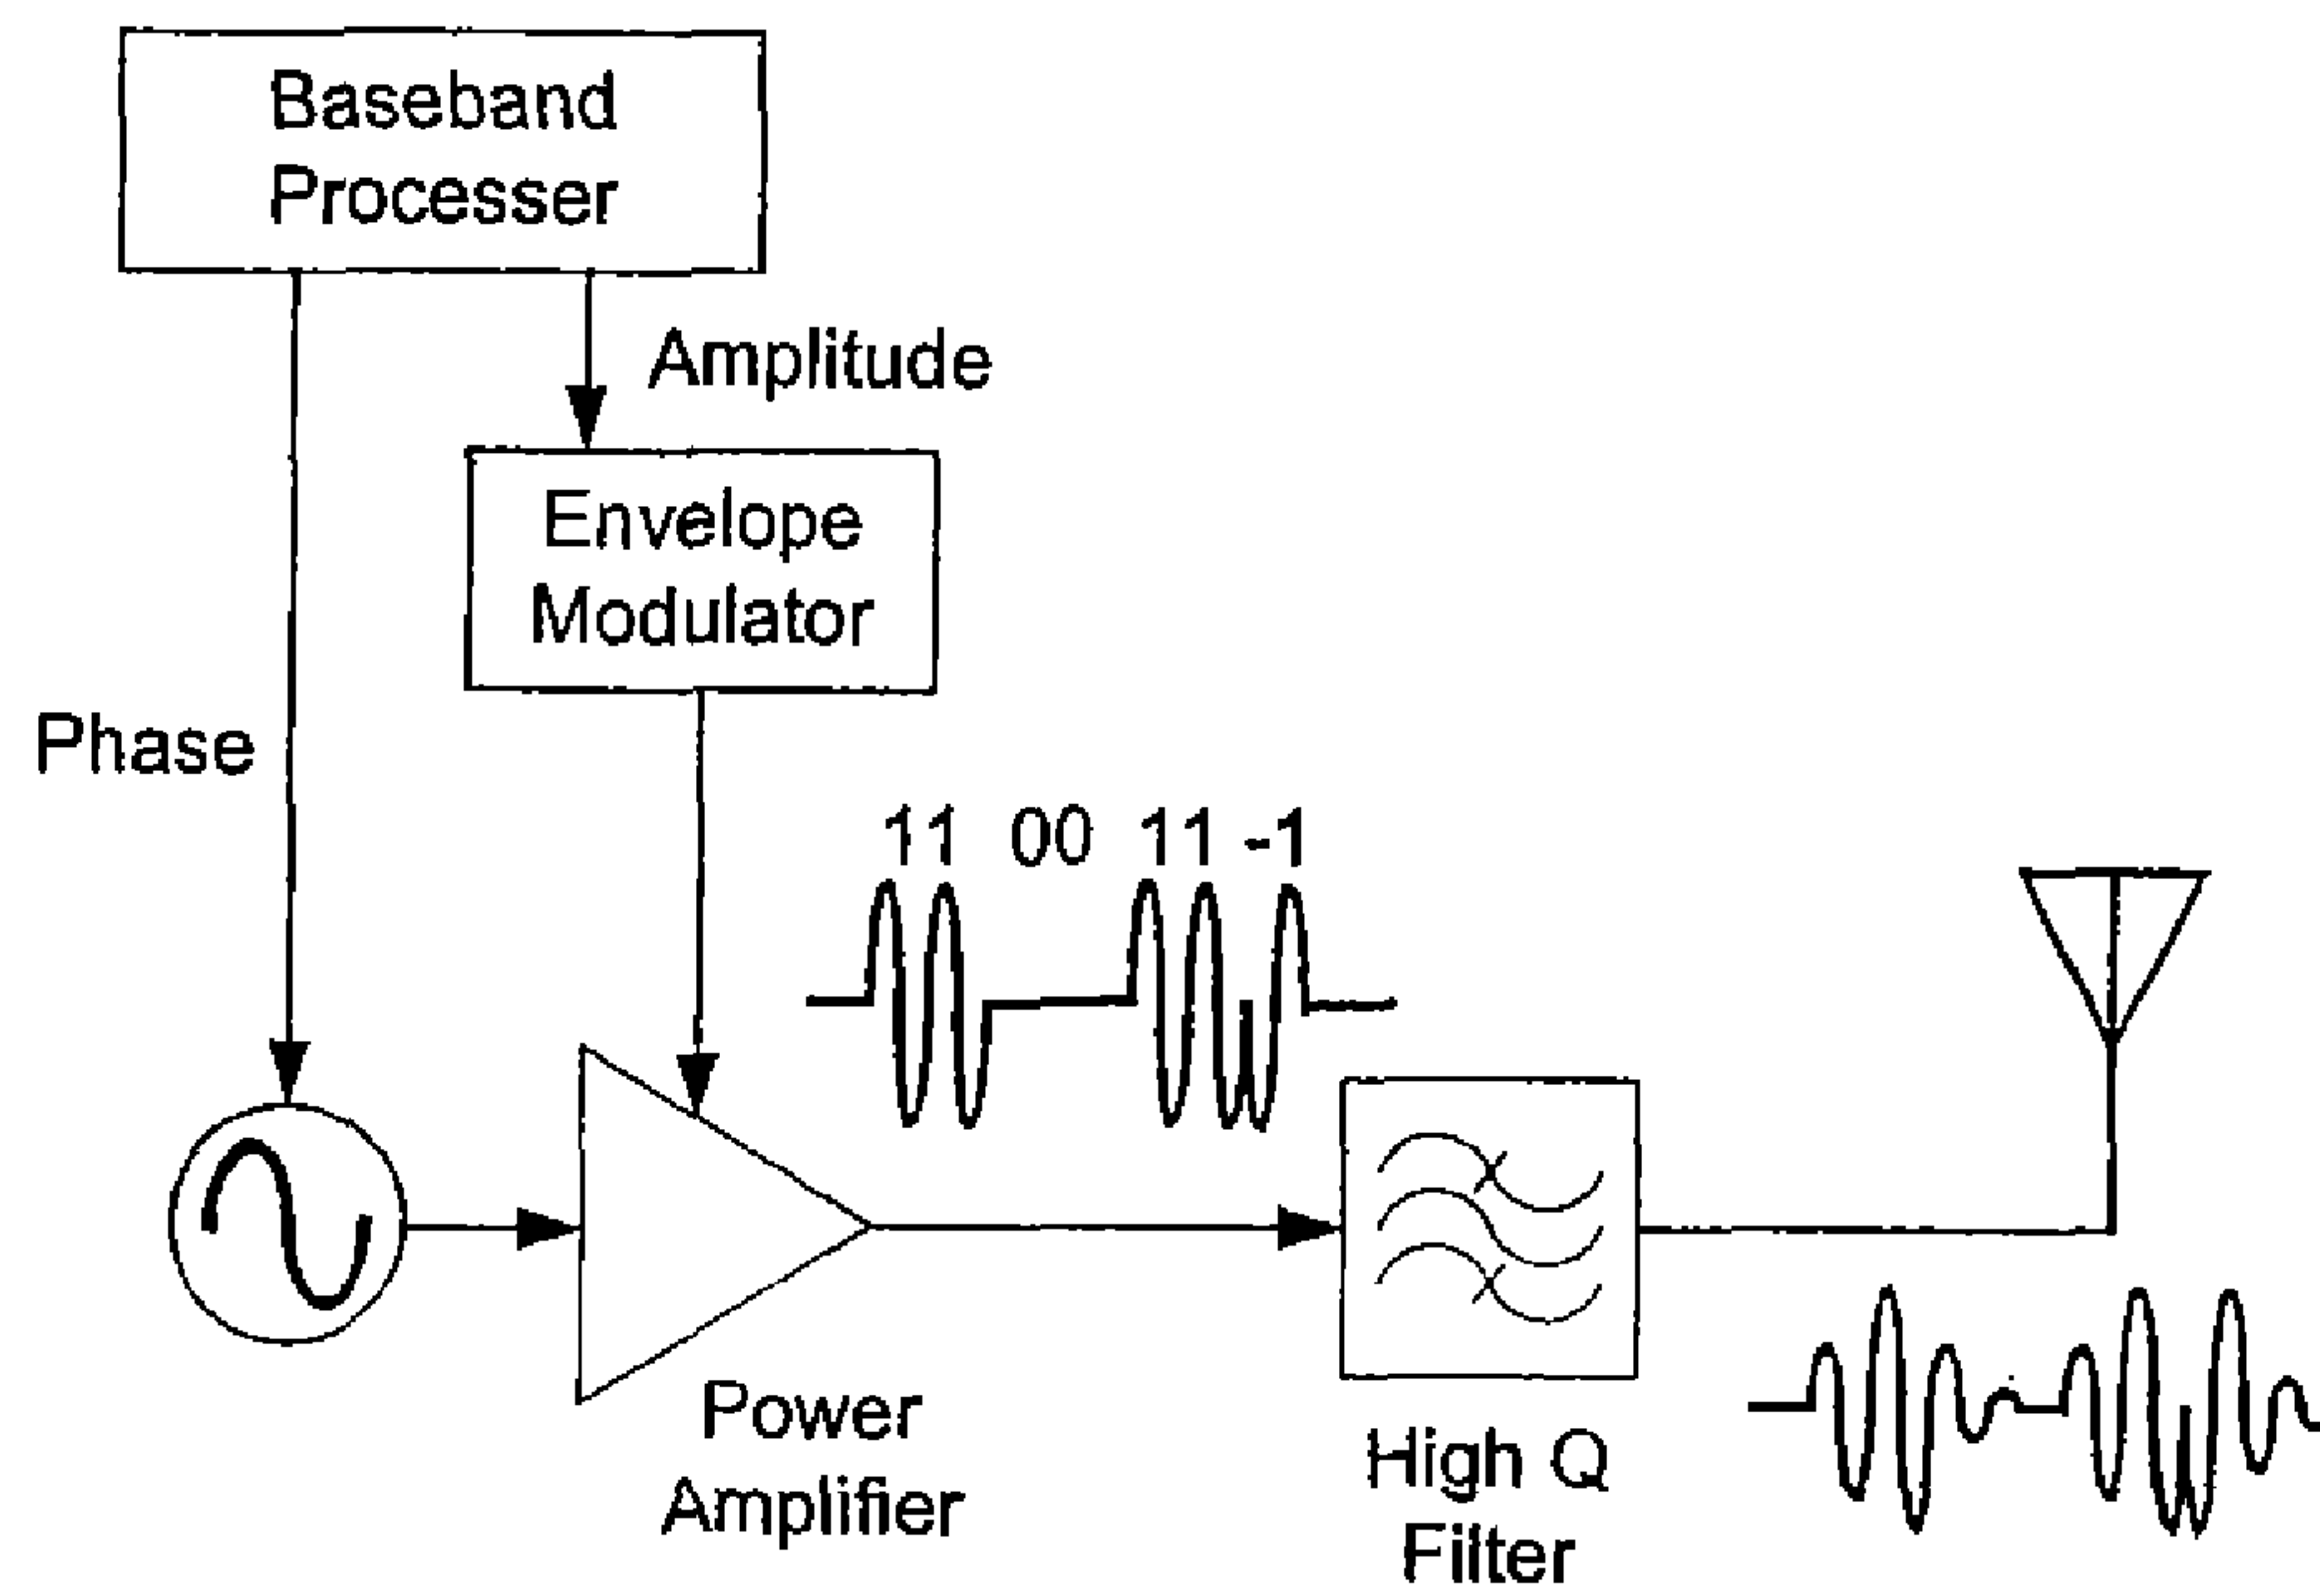 Baseband
Processer
Amplitude
Envelope
Modulator
Phase
11 00 11 -1
Power
Amplifier
High Q
Filter